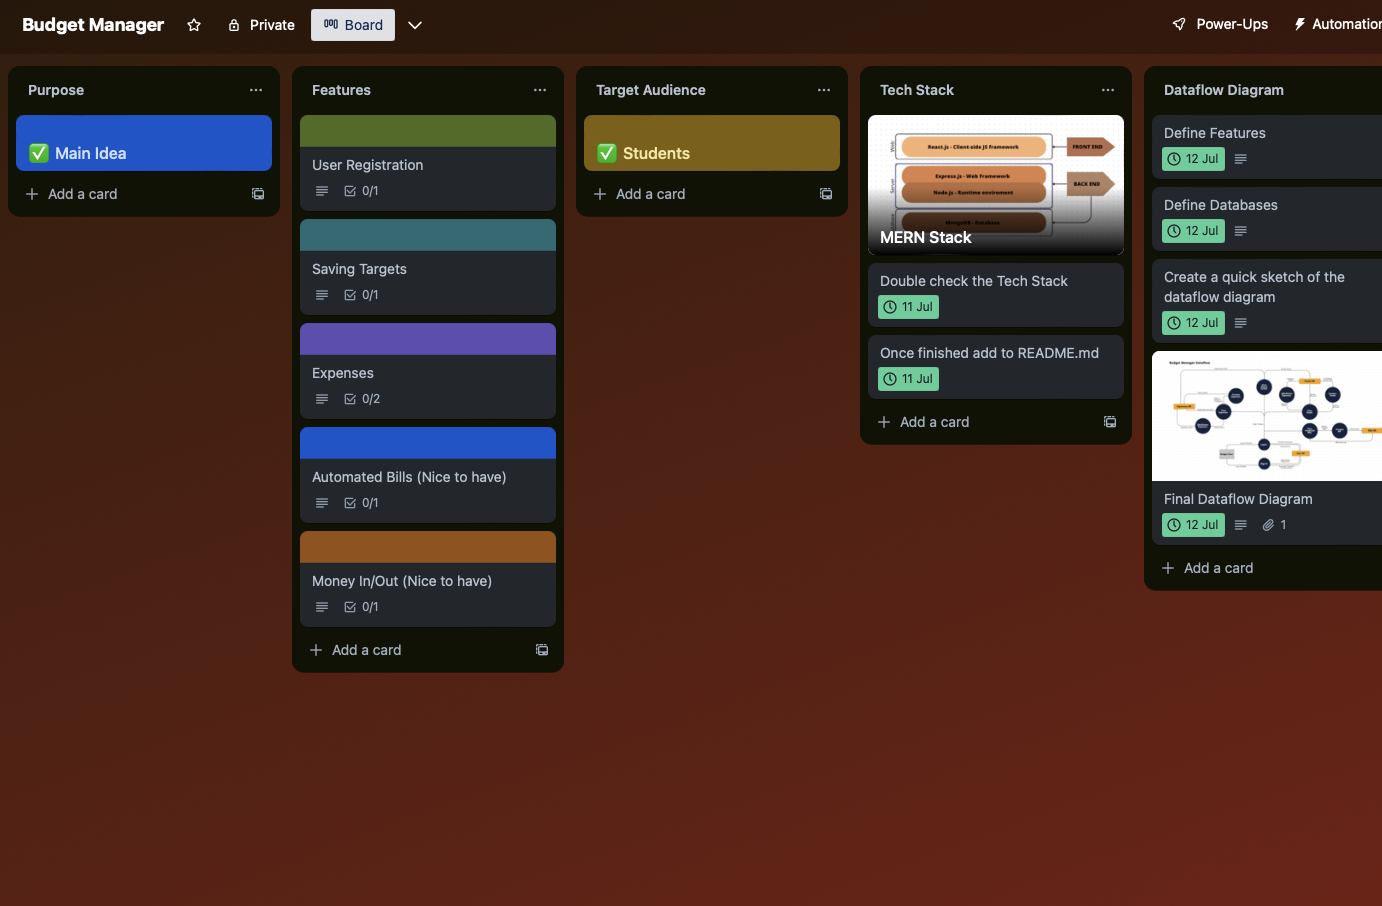 Budget Manager
Private
Board
Power-Ups
Automation
Purpose
✅ Main Idea
Add a card
Features
User Registration
0/1
Saving Targets
0/1
Expenses
0/2
Automated Bills (Nice to have)
0/1
Money In/Out (Nice to have)
0/1
Add a card
Target Audience
✅ Students
Add a card
Tech Stack
React.js - Client-side JS framework
FRONT END
Express.js - Web Framework
Node.js - Runtime enviroment
BACK END
MongoDB - Database
MERN Stack
Double check the Tech Stack
11 Jul
Once finished add to README.md
11 Jul
Add a card
Dataflow Diagram
Define Features
12 Jul
Define Databases
12 Jul
Create a quick sketch of the
dataflow diagram
12 Jul
Budget Manager Dataflow
Final Dataflow Diagram
12 Jul
1
Add a card